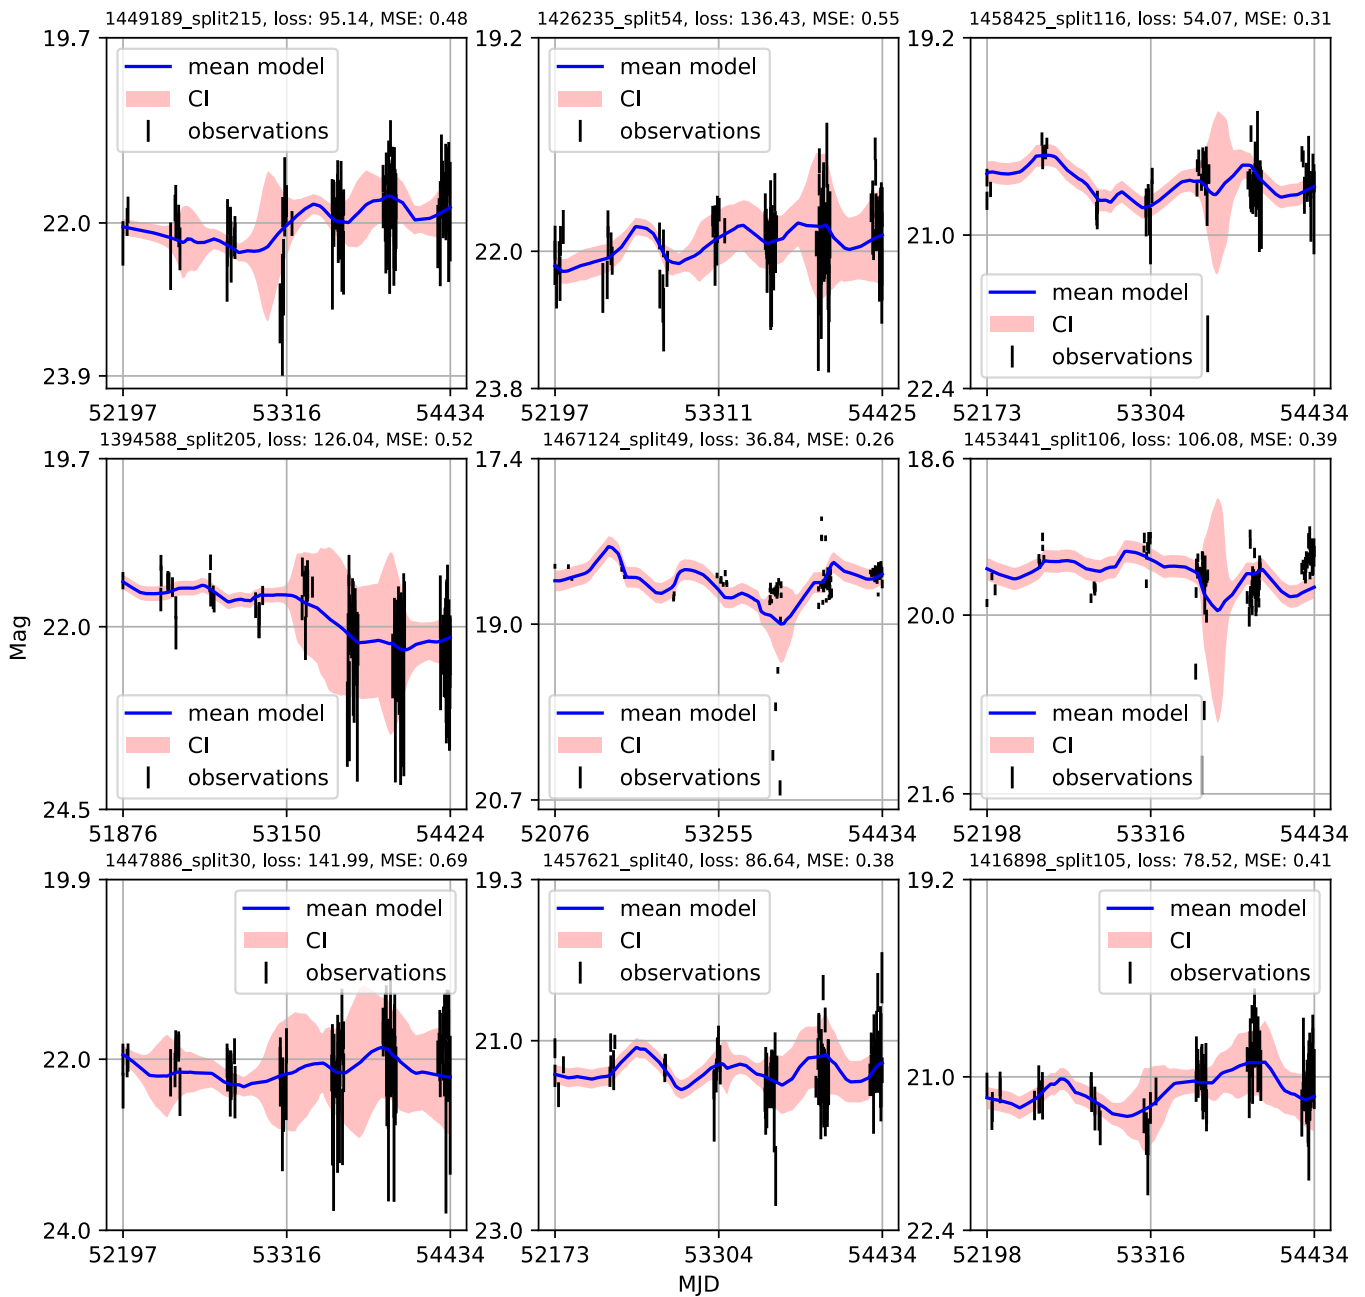 1449189_split215, loss: 95.14, MSE: 0.48
19.7
22.0
23.9
mean model
CI
observations
52197 53316 54434
1426235_split54, loss: 136.43, MSE: 0.55
19.2
22.0
23.8
mean model
CI
observations
52197 53311 54425
1458425_split116, loss: 54.07, MSE: 0.31
19.2
21.0
22.4
mean model
CI
observations
52173 53304 54434
1394588_split205, loss: 126.04, MSE: 0.52
19.7
22.0
24.5
Mag
mean model
CI
observations
51876 53150 54424
1467124_split49, loss: 36.84, MSE: 0.26
17.4
19.0
20.7
mean model
CI
observations
52076 53255 54434
1453441_split106, loss: 106.08, MSE: 0.39
18.6
20.0
21.6
mean model
CI
observations
52198 53316 54434
1447886_split30, loss: 141.99, MSE: 0.69
19.9
22.0
24.0
mean model
CI
observations
52197 53316 54434
1457621_split40, loss: 86.64, MSE: 0.38
19.3
21.0
23.0
mean model
CI
observations
52173 53304 54434
MJD
1416898_split105, loss: 78.52, MSE: 0.41
19.2
21.0
22.4
mean model
CI
observations
52198 53316 54434